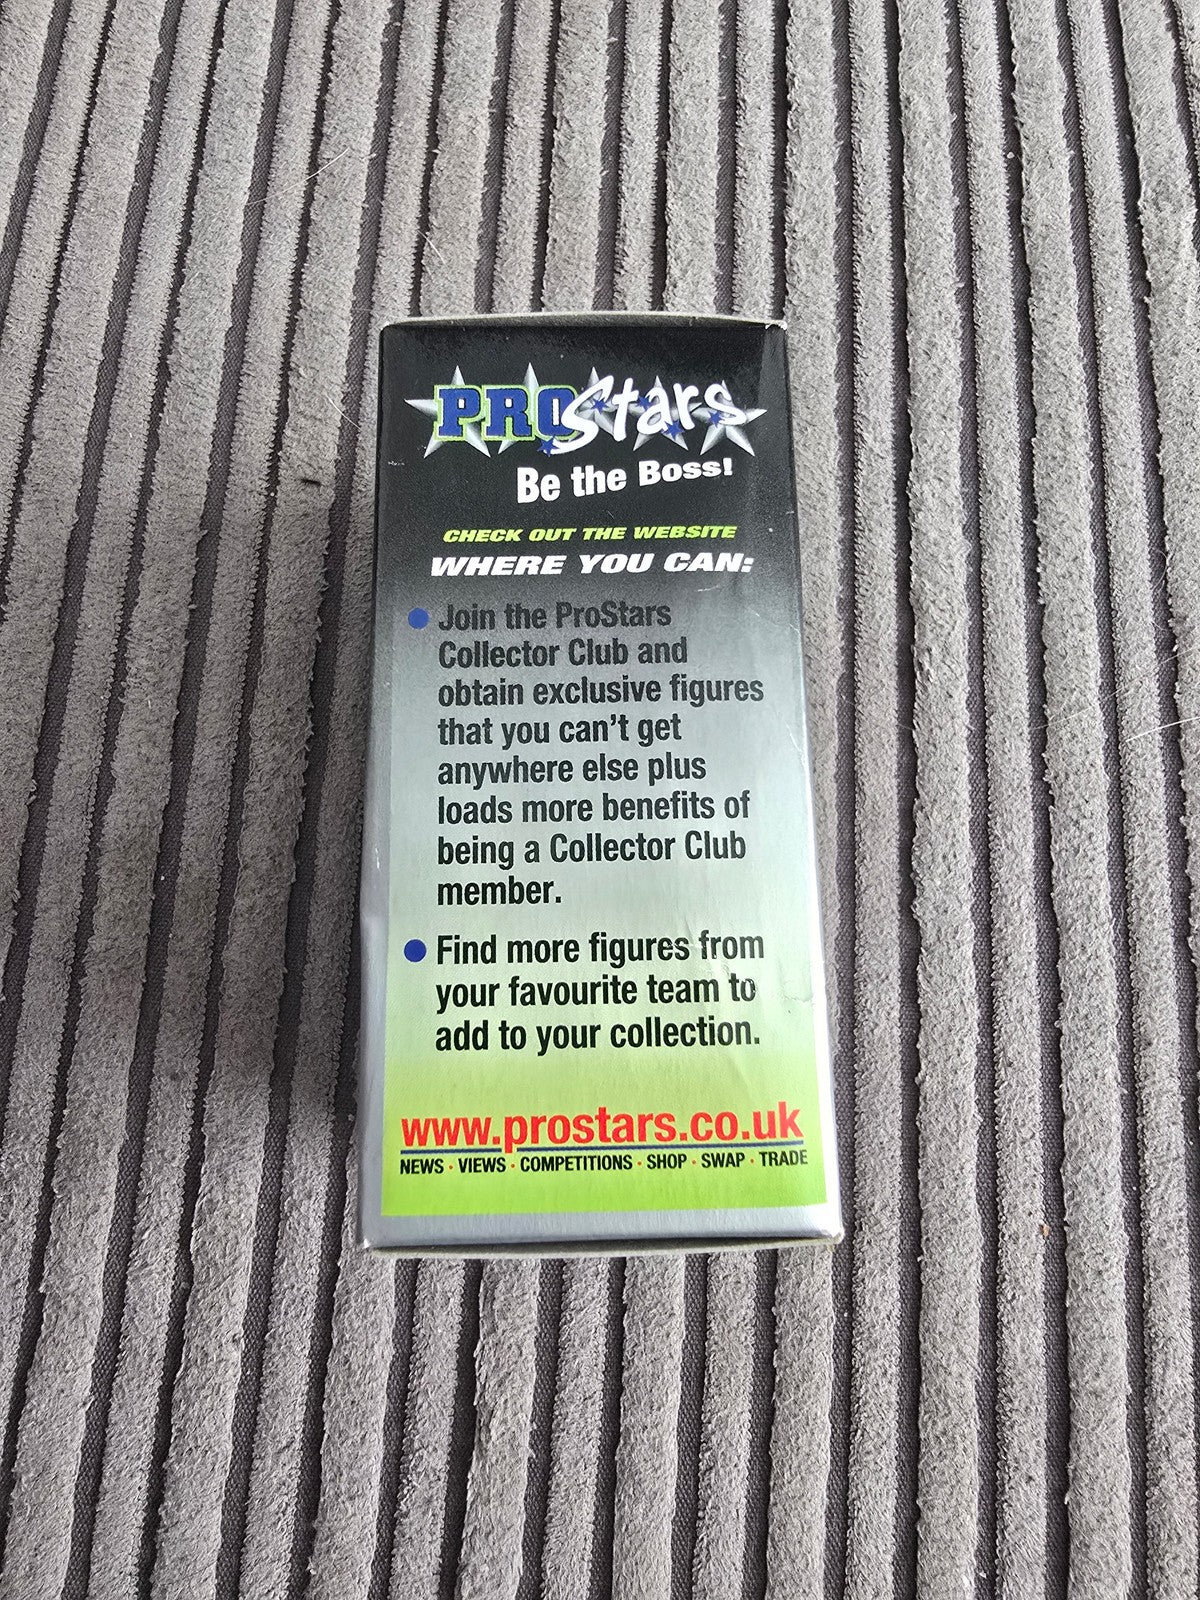 PROStars
Be the Boss!
CHECK OUT THE WEBSITE
WHERE YOU CAN:
● Join the ProStars
Collector Club and
obtain exclusive figures
that you can't get
anywhere else plus
loads more benefits of
being a Collector Club
member.
● Find more figures from
your favourite team to
add to your collection.
www.prostars.co.uk
NEWS · VIEWS · COMPETITIONS · SHOP · SWAP · TRADE